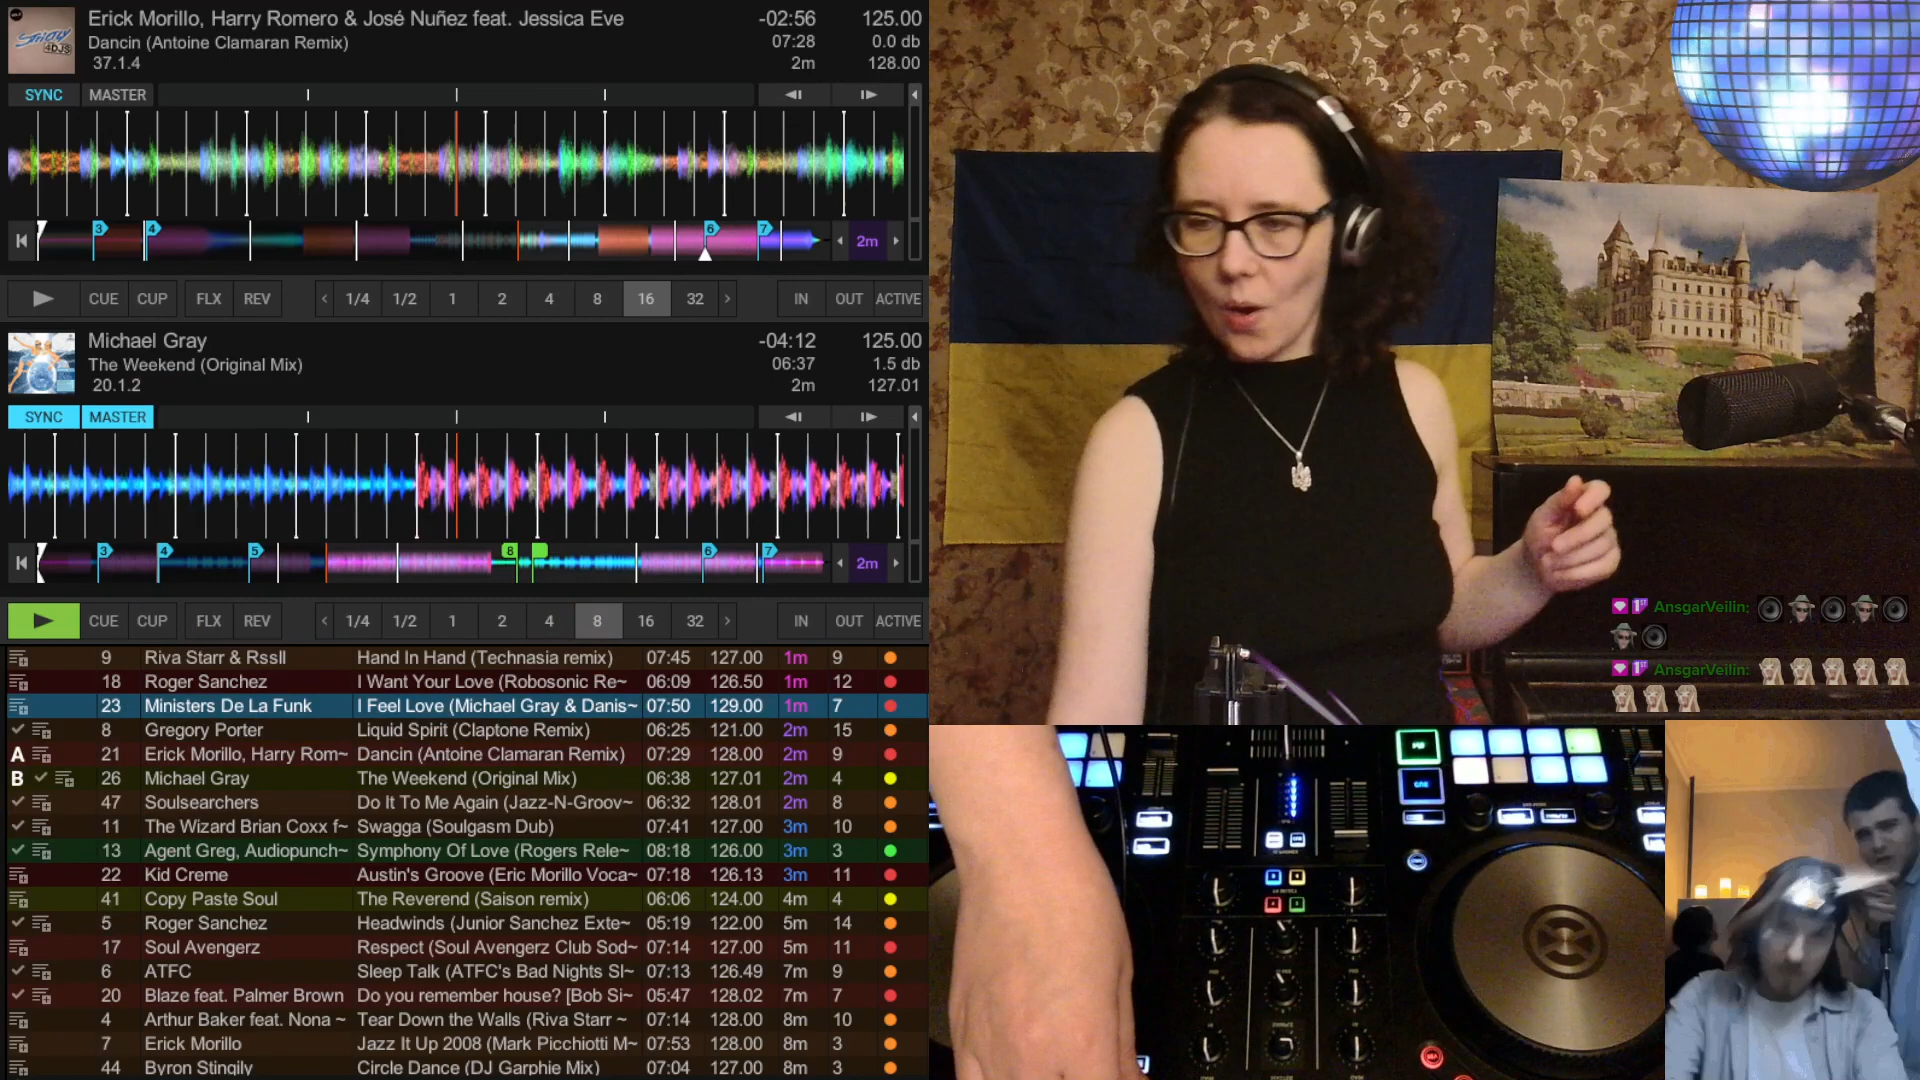 Erick Morillo, Harry Romero & José Nuñez feat. Jessica Eve -02:56 125.00
Dancin (Antoine Clamaran Remix) 07:28 0.0 db
37.1.4 2m 128.00
SYNC MASTER
3 4 6 7 2m
CUE CUP FLX REV 1/4 1/2 1 2 4 8 16 32 IN OUT ACTIVE
Michael Gray -04:12 125.00
The Weekend (Original Mix) 06:37 1.5 db
20.1.2 2m 127.01
SYNC MASTER
3 4 5 8 6 7 2m
CUE CUP FLX REV 1/4 1/2 1 2 4 8 16 32 IN OUT ACTIVE
9 Riva Starr & Rssll Hand In Hand (Technasia remix) 07:45 127.00 1m 9
18 Roger Sanchez I Want Your Love (Robosonic Re~ 06:09 126.50 1m 12
23 Ministers De La Funk I Feel Love (Michael Gray & Danis~ 07:50 129.00 1m 7
8 Gregory Porter Liquid Spirit (Claptone Remix) 06:25 121.00 2m 15
A 21 Erick Morillo, Harry Rom~ Dancin (Antoine Clamaran Remix) 07:29 128.00 2m 9
B 26 Michael Gray The Weekend (Original Mix) 06:38 127.01 2m 4
47 Soulsearchers Do It To Me Again (Jazz-N-Groov~ 06:32 128.01 2m 8
11 The Wizard Brian Coxx f~ Swagga (Soulgasm Dub) 07:41 127.00 3m 10
13 Agent Greg, Audiopunch~ Symphony Of Love (Rogers Rele~ 08:18 126.00 3m 3
22 Kid Creme Austin's Groove (Eric Morillo Voca~ 07:18 126.13 3m 11
41 Copy Paste Soul The Reverend (Saison remix) 06:06 124.00 4m 4
5 Roger Sanchez Headwinds (Junior Sanchez Exte~ 05:19 122.00 5m 14
17 Soul Avengerz Respect (Soul Avengerz Club Sod~ 07:14 127.00 5m 11
6 ATFC Sleep Talk (ATFC's Bad Nights Sl~ 07:13 126.49 7m 9
20 Blaze feat. Palmer Brown Do you remember house? [Bob Si~ 05:47 128.02 7m 7
4 Arthur Baker feat. Nona ~ Tear Down the Walls (Riva Starr ~ 07:14 128.00 8m 10
7 Erick Morillo Jazz It Up 2008 (Mark Picchiotti M~ 07:53 128.00 8m 3
44 Byron Stingily Circle Dance (DJ Garphie Mix) 07:04 127.00 8m 3
AnsgarVeilin:
AnsgarVeilin: